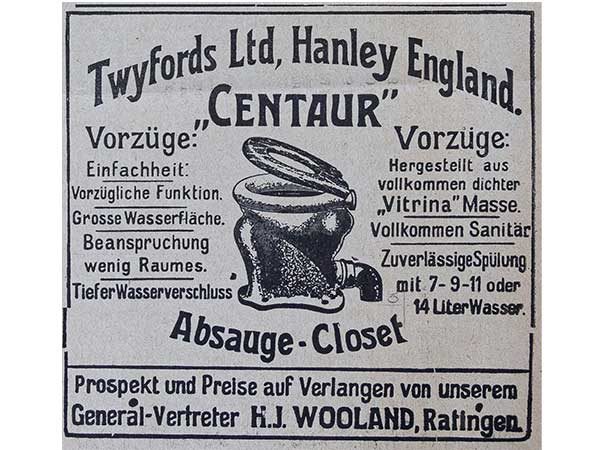 Twyfords Ltd, Hanley England.
„CENTAUR"
Vorzüge:
Einfachheit:
Vorzügliche Funktion.
Grosse Wasserfläche.
Beanspruchung
wenig Raumes.
Tiefer Wasserverschluss
Vorzüge:
Hergestellt aus
vollkommen dichter
„Vitrina" Masse.
Vollkommen Sanitär
Zuverlässige Spülung
mit 7-9-11 oder
14 Liter Wasser.
Absauge-Closet
Prospekt und Preise auf Verlangen von unserem
General-Vertreter H.J. WOOLAND, Ratingen.